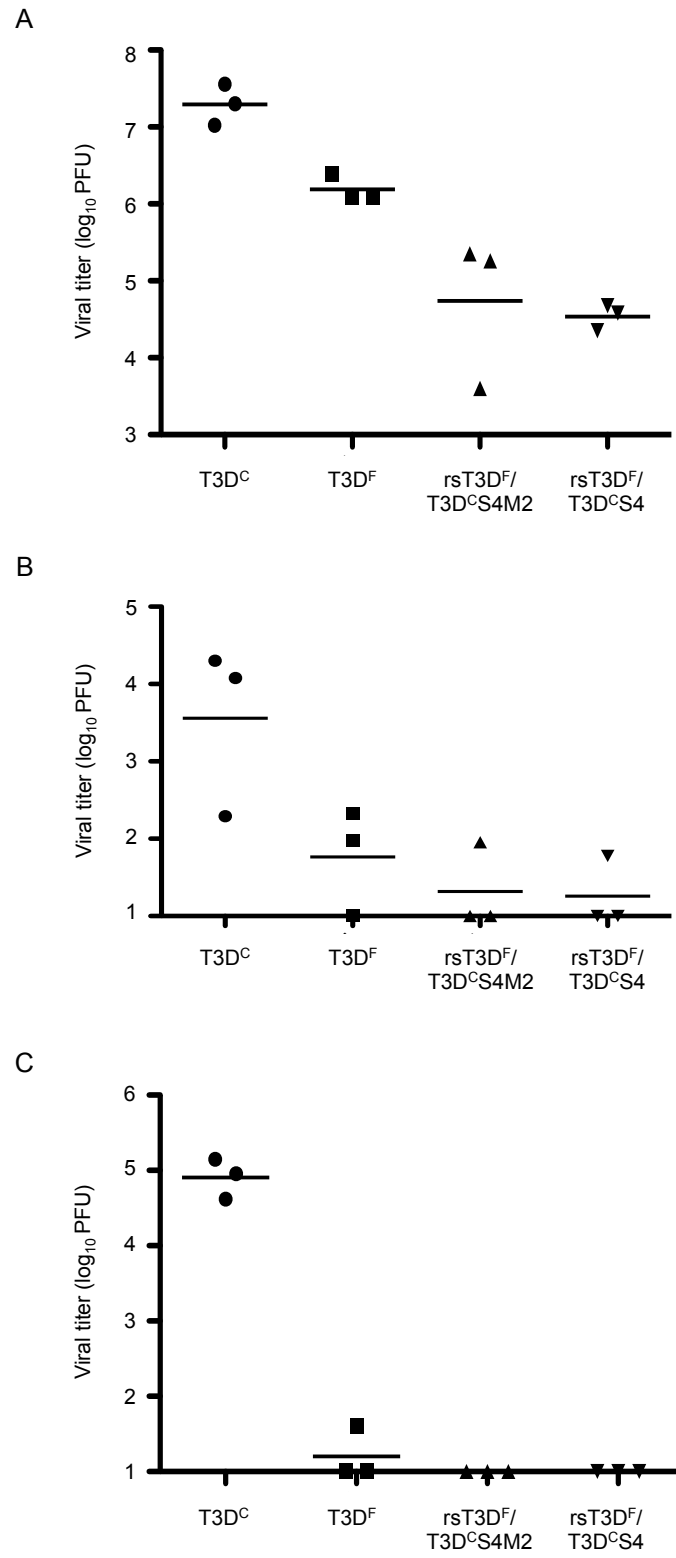 A
8
7
6
5
4
3
Viral titer (log₁₀ PFU)
T3Dᶜ
T3Dᶠ
rsT3Dᶠ/
T3DᶜS4M2
rsT3Dᶠ/
T3DᶜS4
B
5
4
3
2
1
Viral titer (log₁₀ PFU)
T3Dᶜ
T3Dᶠ
rsT3Dᶠ/
T3DᶜS4M2
rsT3Dᶠ/
T3DᶜS4
C
6
5
4
3
2
1
Viral titer (log₁₀ PFU)
T3Dᶜ
T3Dᶠ
rsT3Dᶠ/
T3DᶜS4M2
rsT3Dᶠ/
T3DᶜS4